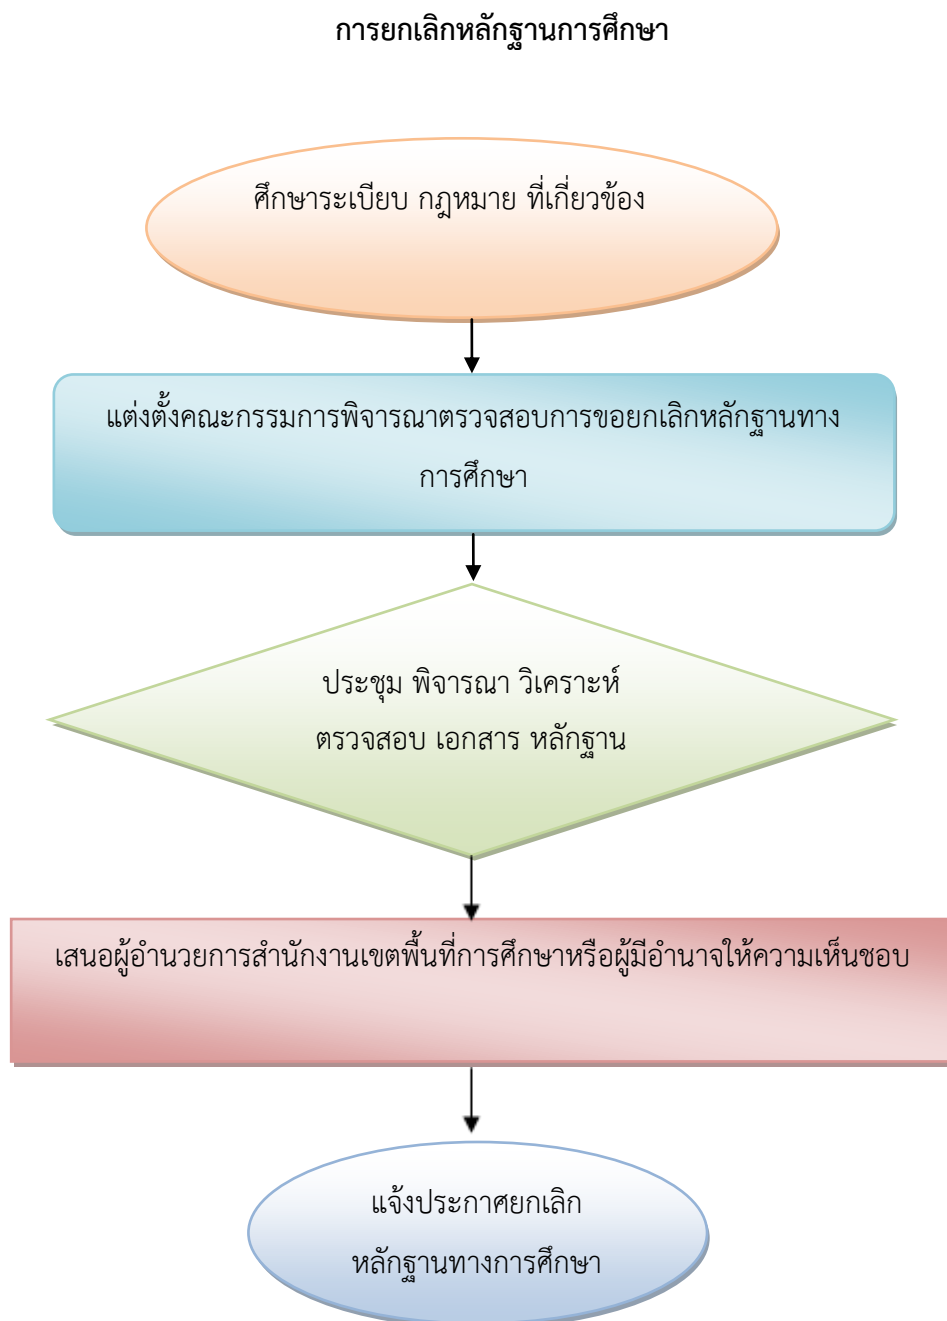 การยกเลิกหลักฐานการศึกษา
ศึกษาระเบียบ กฎหมาย ที่เกี่ยวข้อง
แต่งตั้งคณะกรรมการพิจารณาตรวจสอบการขอยกเลิกหลักฐานทาง
การศึกษา
ประชุม พิจารณา วิเคราะห์
ตรวจสอบ เอกสาร หลักฐาน
เสนอผู้อำนวยการสำนักงานเขตพื้นที่การศึกษาหรือผู้มีอำนาจให้ความเห็นชอบ
แจ้งประกาศยกเลิก
หลักฐานทางการศึกษา